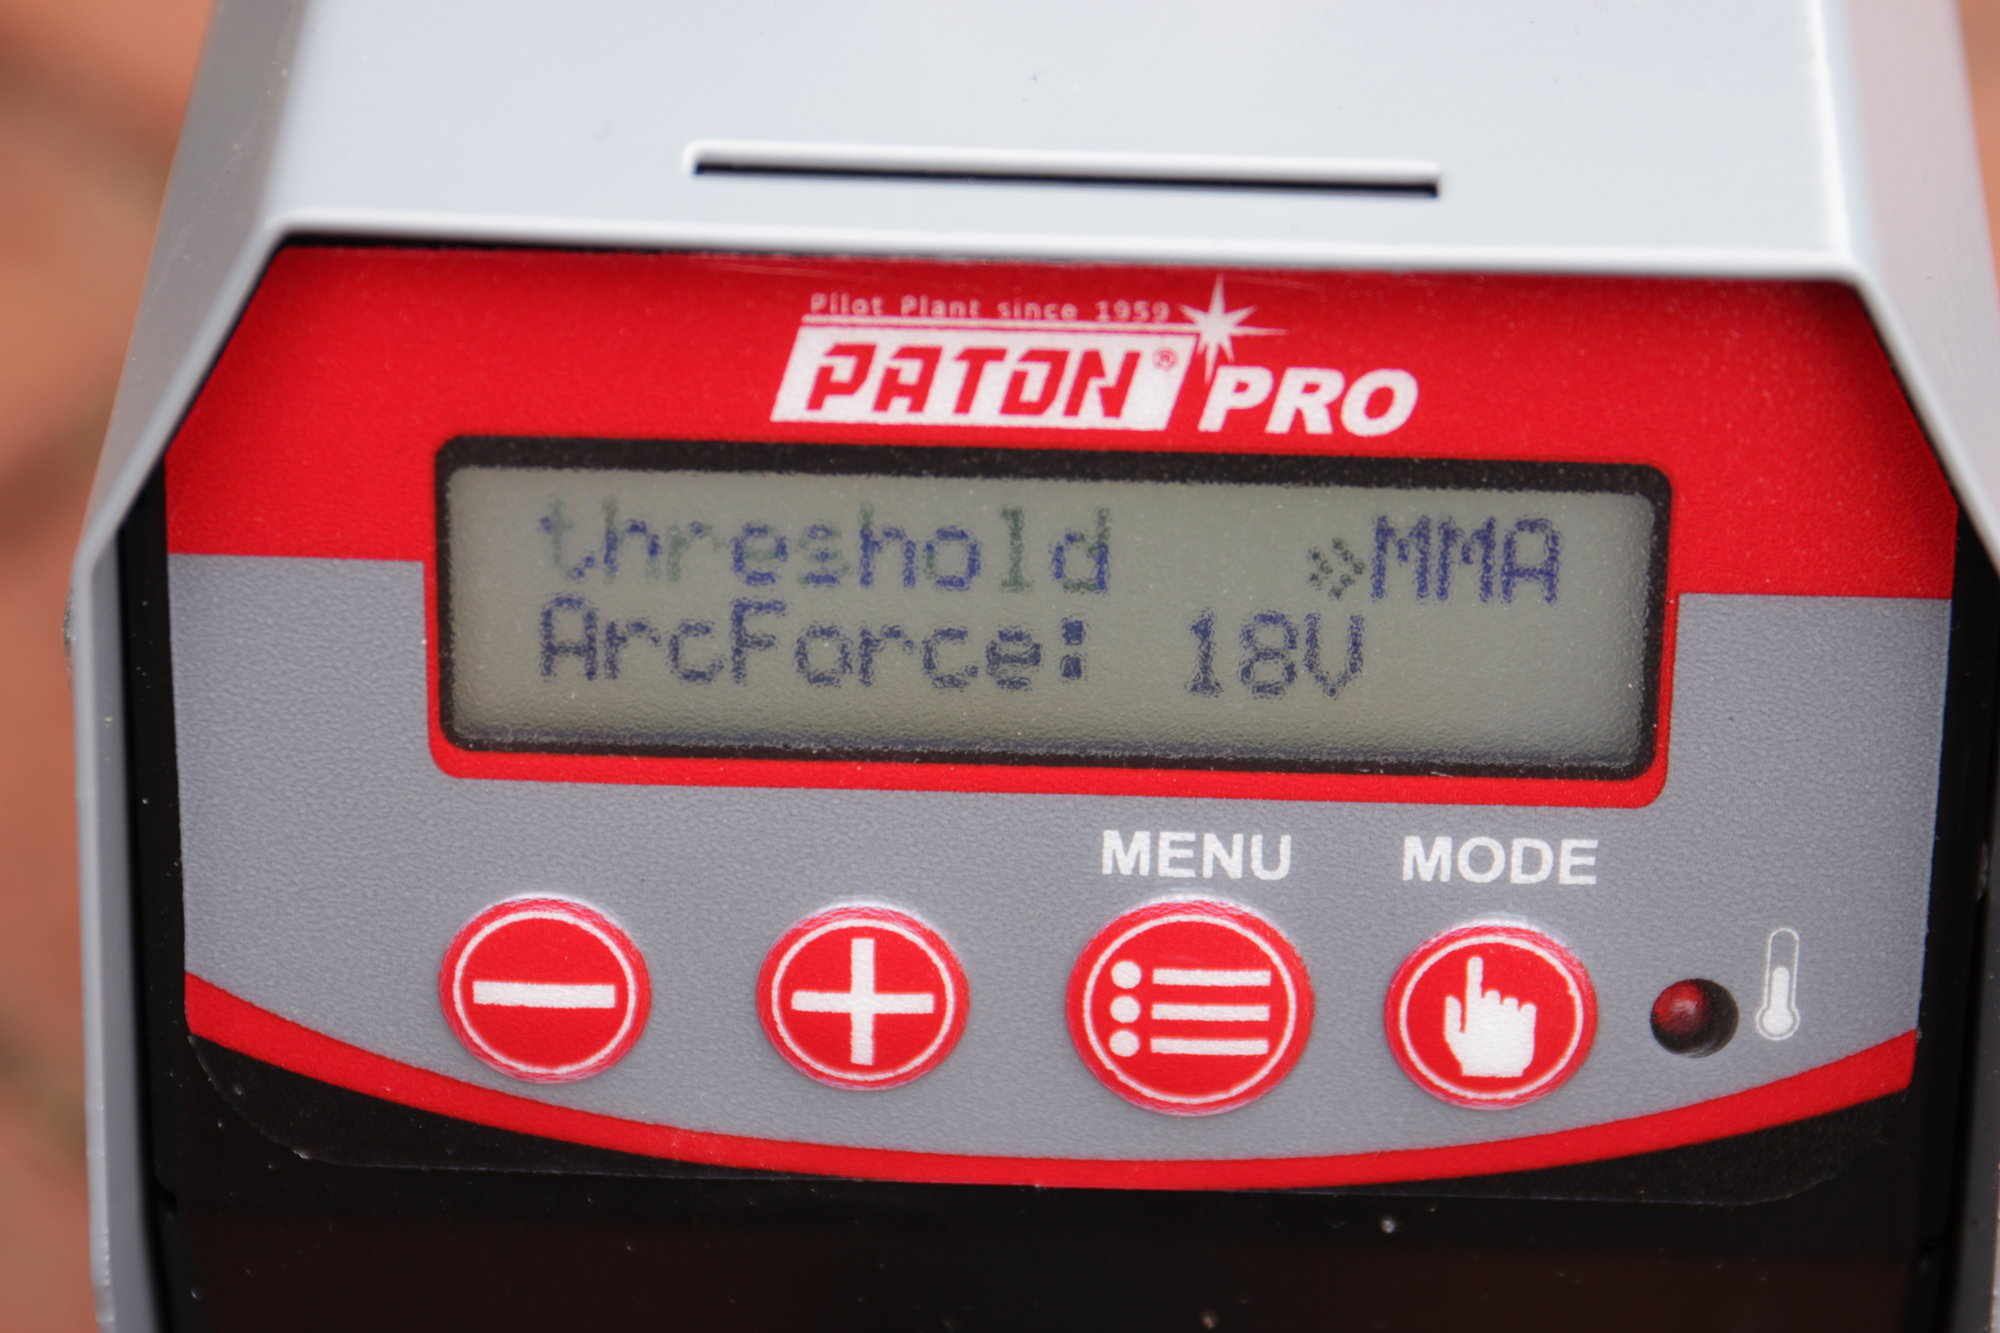 Pilot Plant since 1959
PATON® PRO
threshold »MMA
ArcForce: 18V
MENU MODE